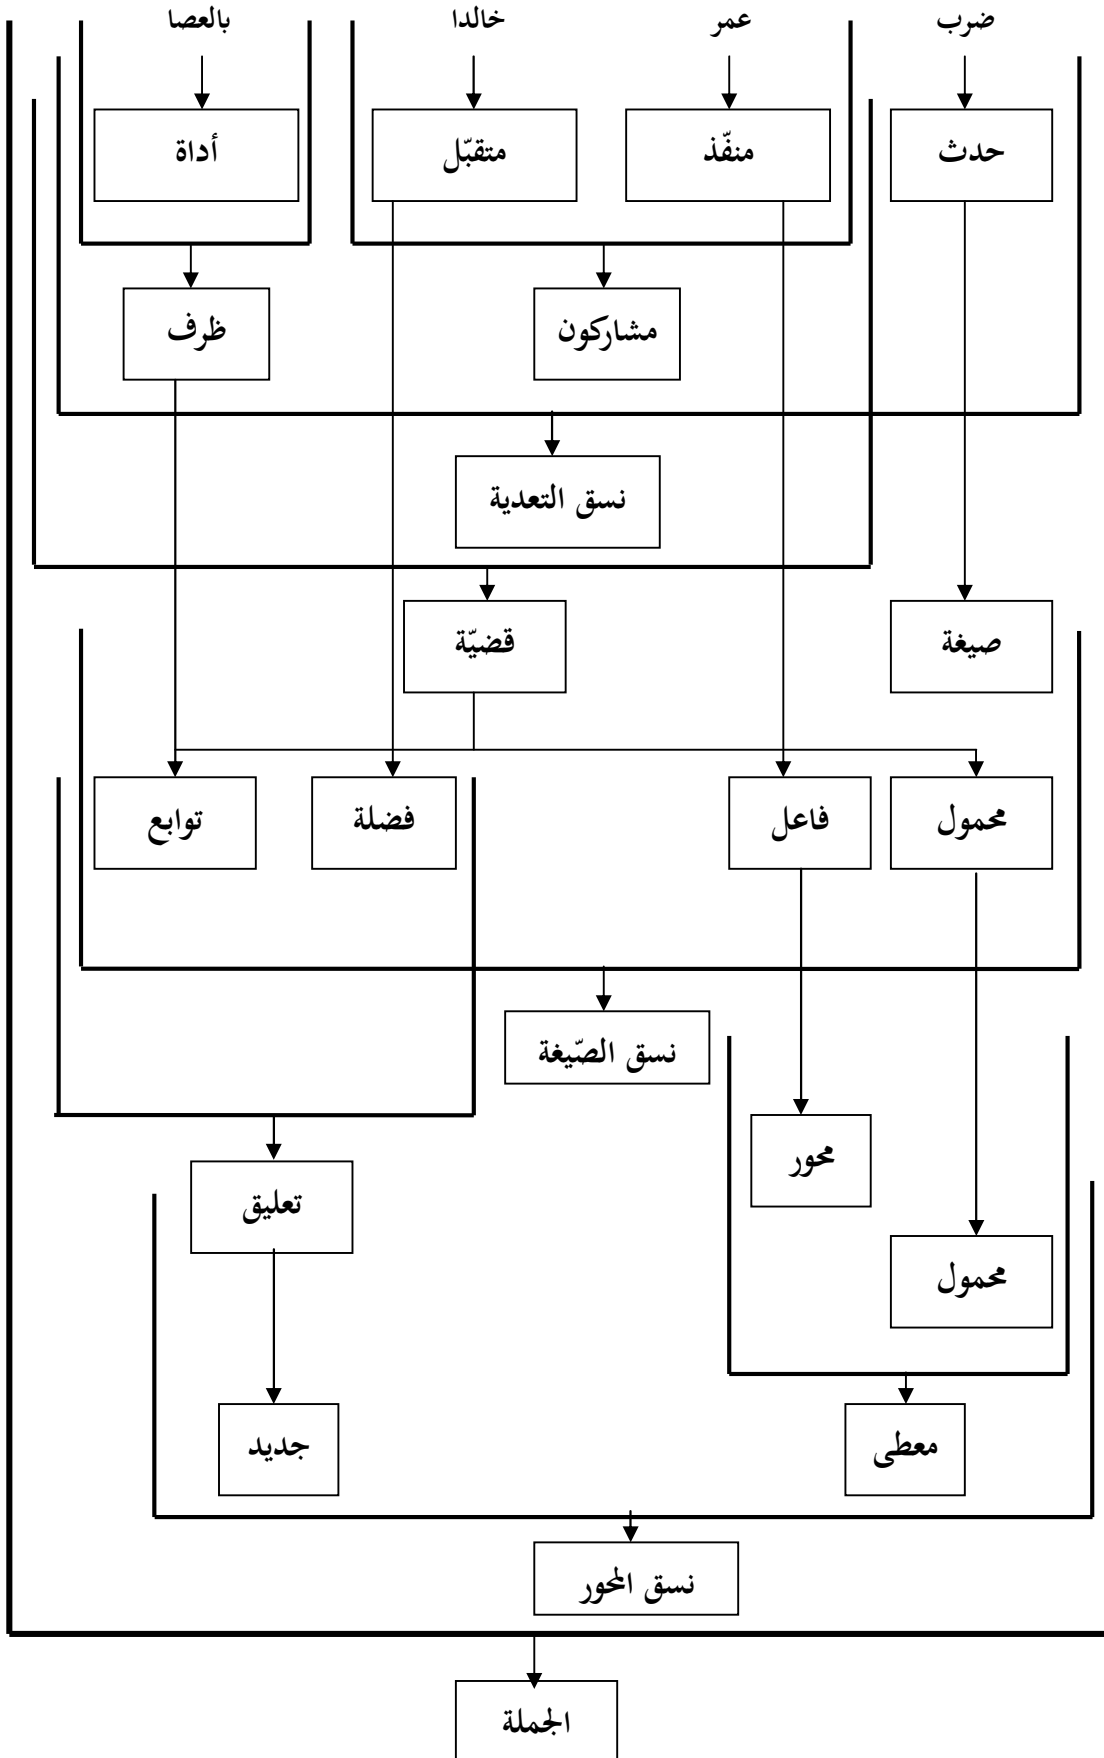 ضرب عمر خالدا بالعصا
حدث منفّذ متقبّل أداة
مشاركون ظرف
نسق التعدية
صيغة قضيّة
محمول فاعل فضلة توابع
نسق الصّيغة
محور
تعليق
محمول
معطى جديد
نسق المحور
الجملة